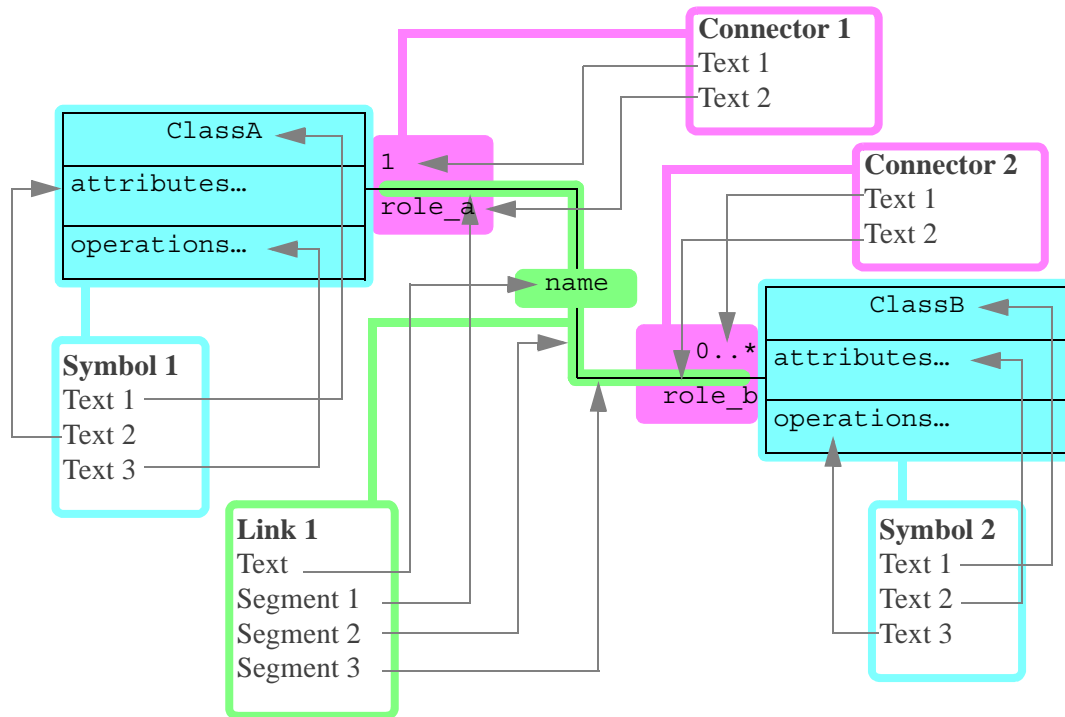 Connector 1
Text 1
Text 2
ClassA
attributes…
operations…
1
role_a
Connector 2
Text 1
Text 2
name
ClassB
attributes…
operations…
0..*
role_b
Symbol 1
Text 1
Text 2
Text 3
Link 1
Text
Segment 1
Segment 2
Segment 3
Symbol 2
Text 1
Text 2
Text 3